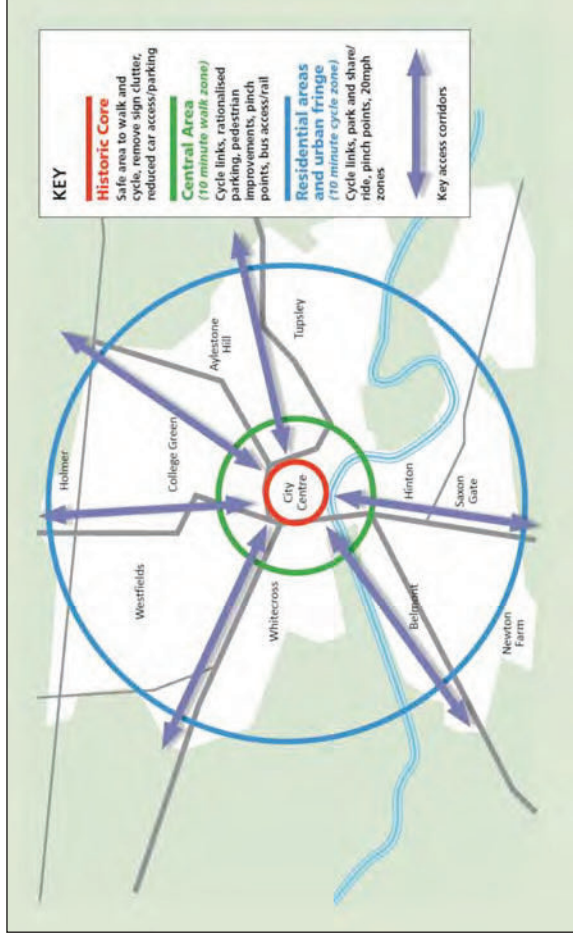 KEY
Historic Core
Safe area to walk and
cycle, remove sign clutter,
reduced car access/parking
Central Area
(10 minute walk zone)
Cycle links, rationalised
parking, pedestrian
improvements, pinch
points, bus access/rail
Residential areas
and urban fringe
(10 minute cycle zone)
Cycle links, park and share/
ride, pinch points, 20mph
zones
Key access corridors
Holmer
College Green
Aylestone
Hill
Westfields
Tupsley
City
Centre
Whitecross
Hinton
Saxon
Gate
Belmont
Newton
Farm